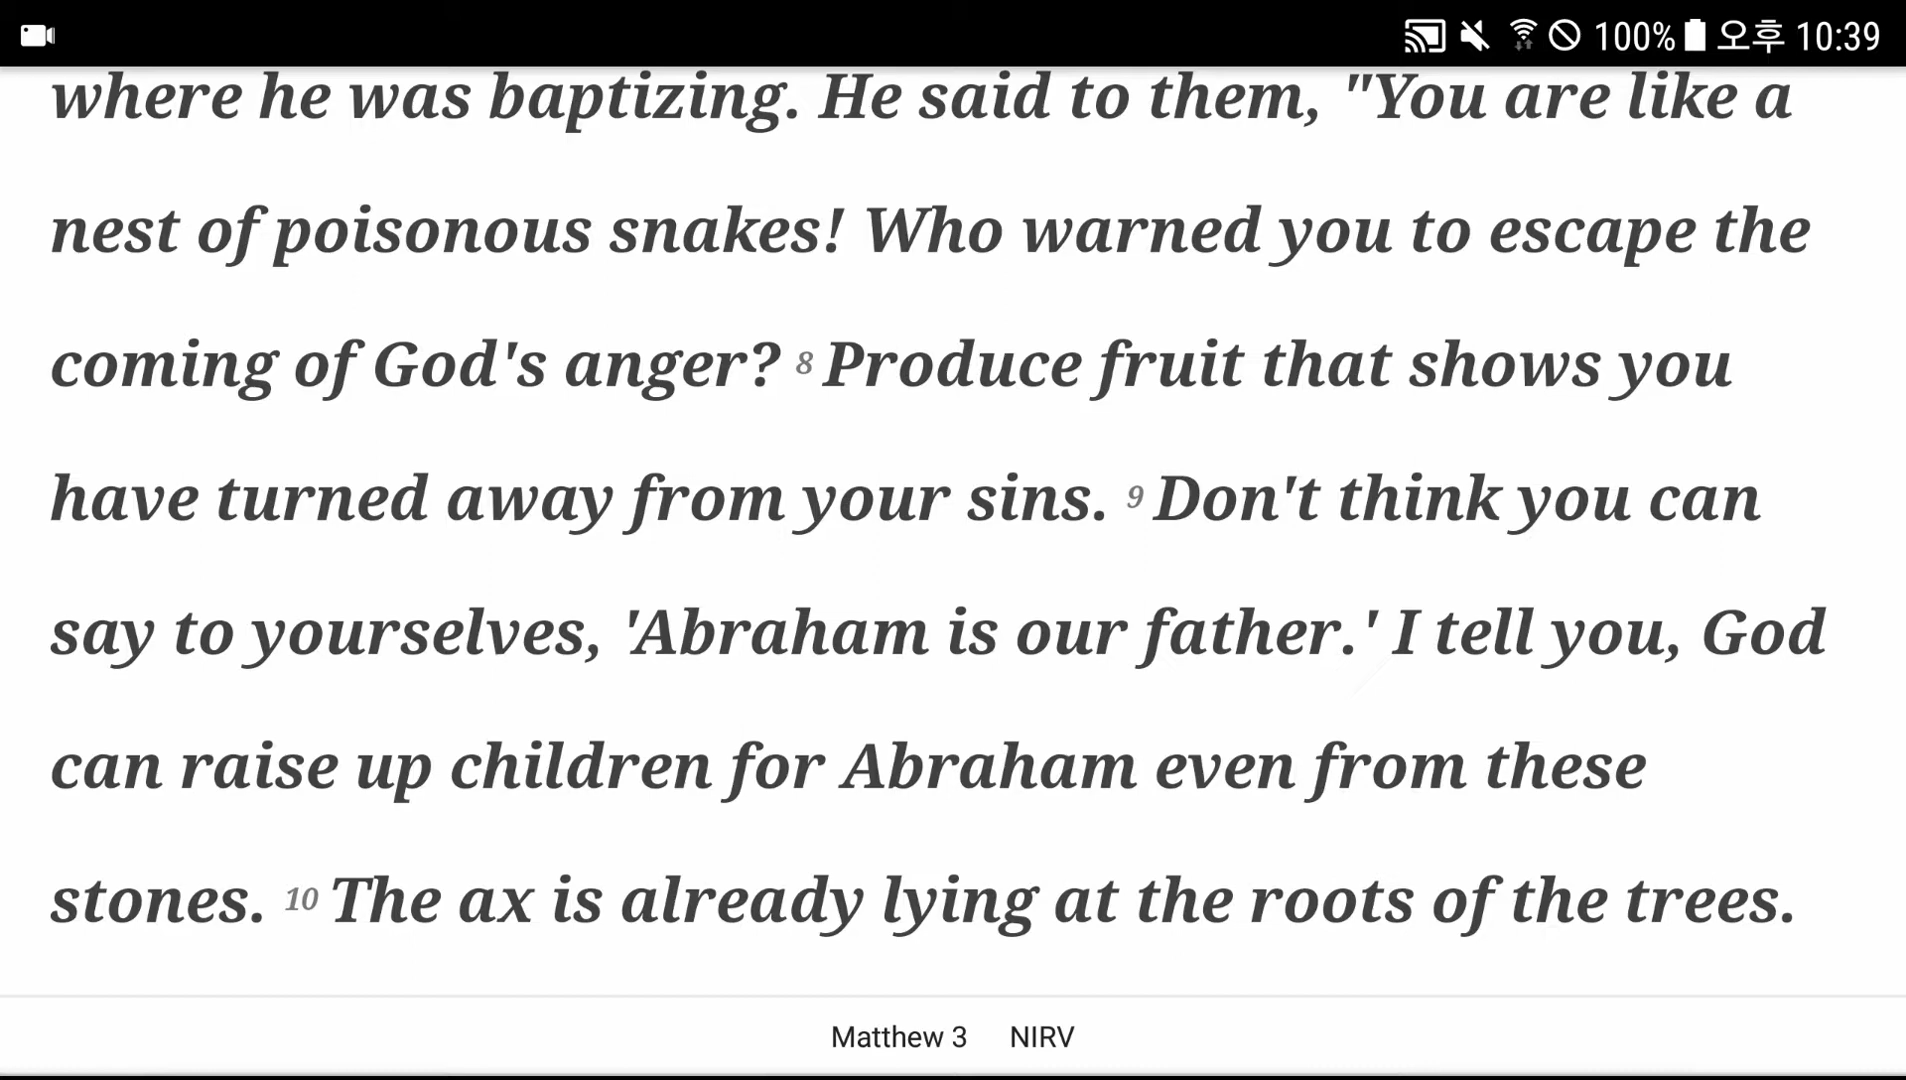 100% 오후 10:39
where he was baptizing. He said to them, "You are like a
nest of poisonous snakes! Who warned you to escape the
coming of God's anger? 8 Produce fruit that shows you
have turned away from your sins. 9 Don't think you can
say to yourselves, 'Abraham is our father.' I tell you, God
can raise up children for Abraham even from these
stones. 10 The ax is already lying at the roots of the trees.
Matthew 3 NIRV